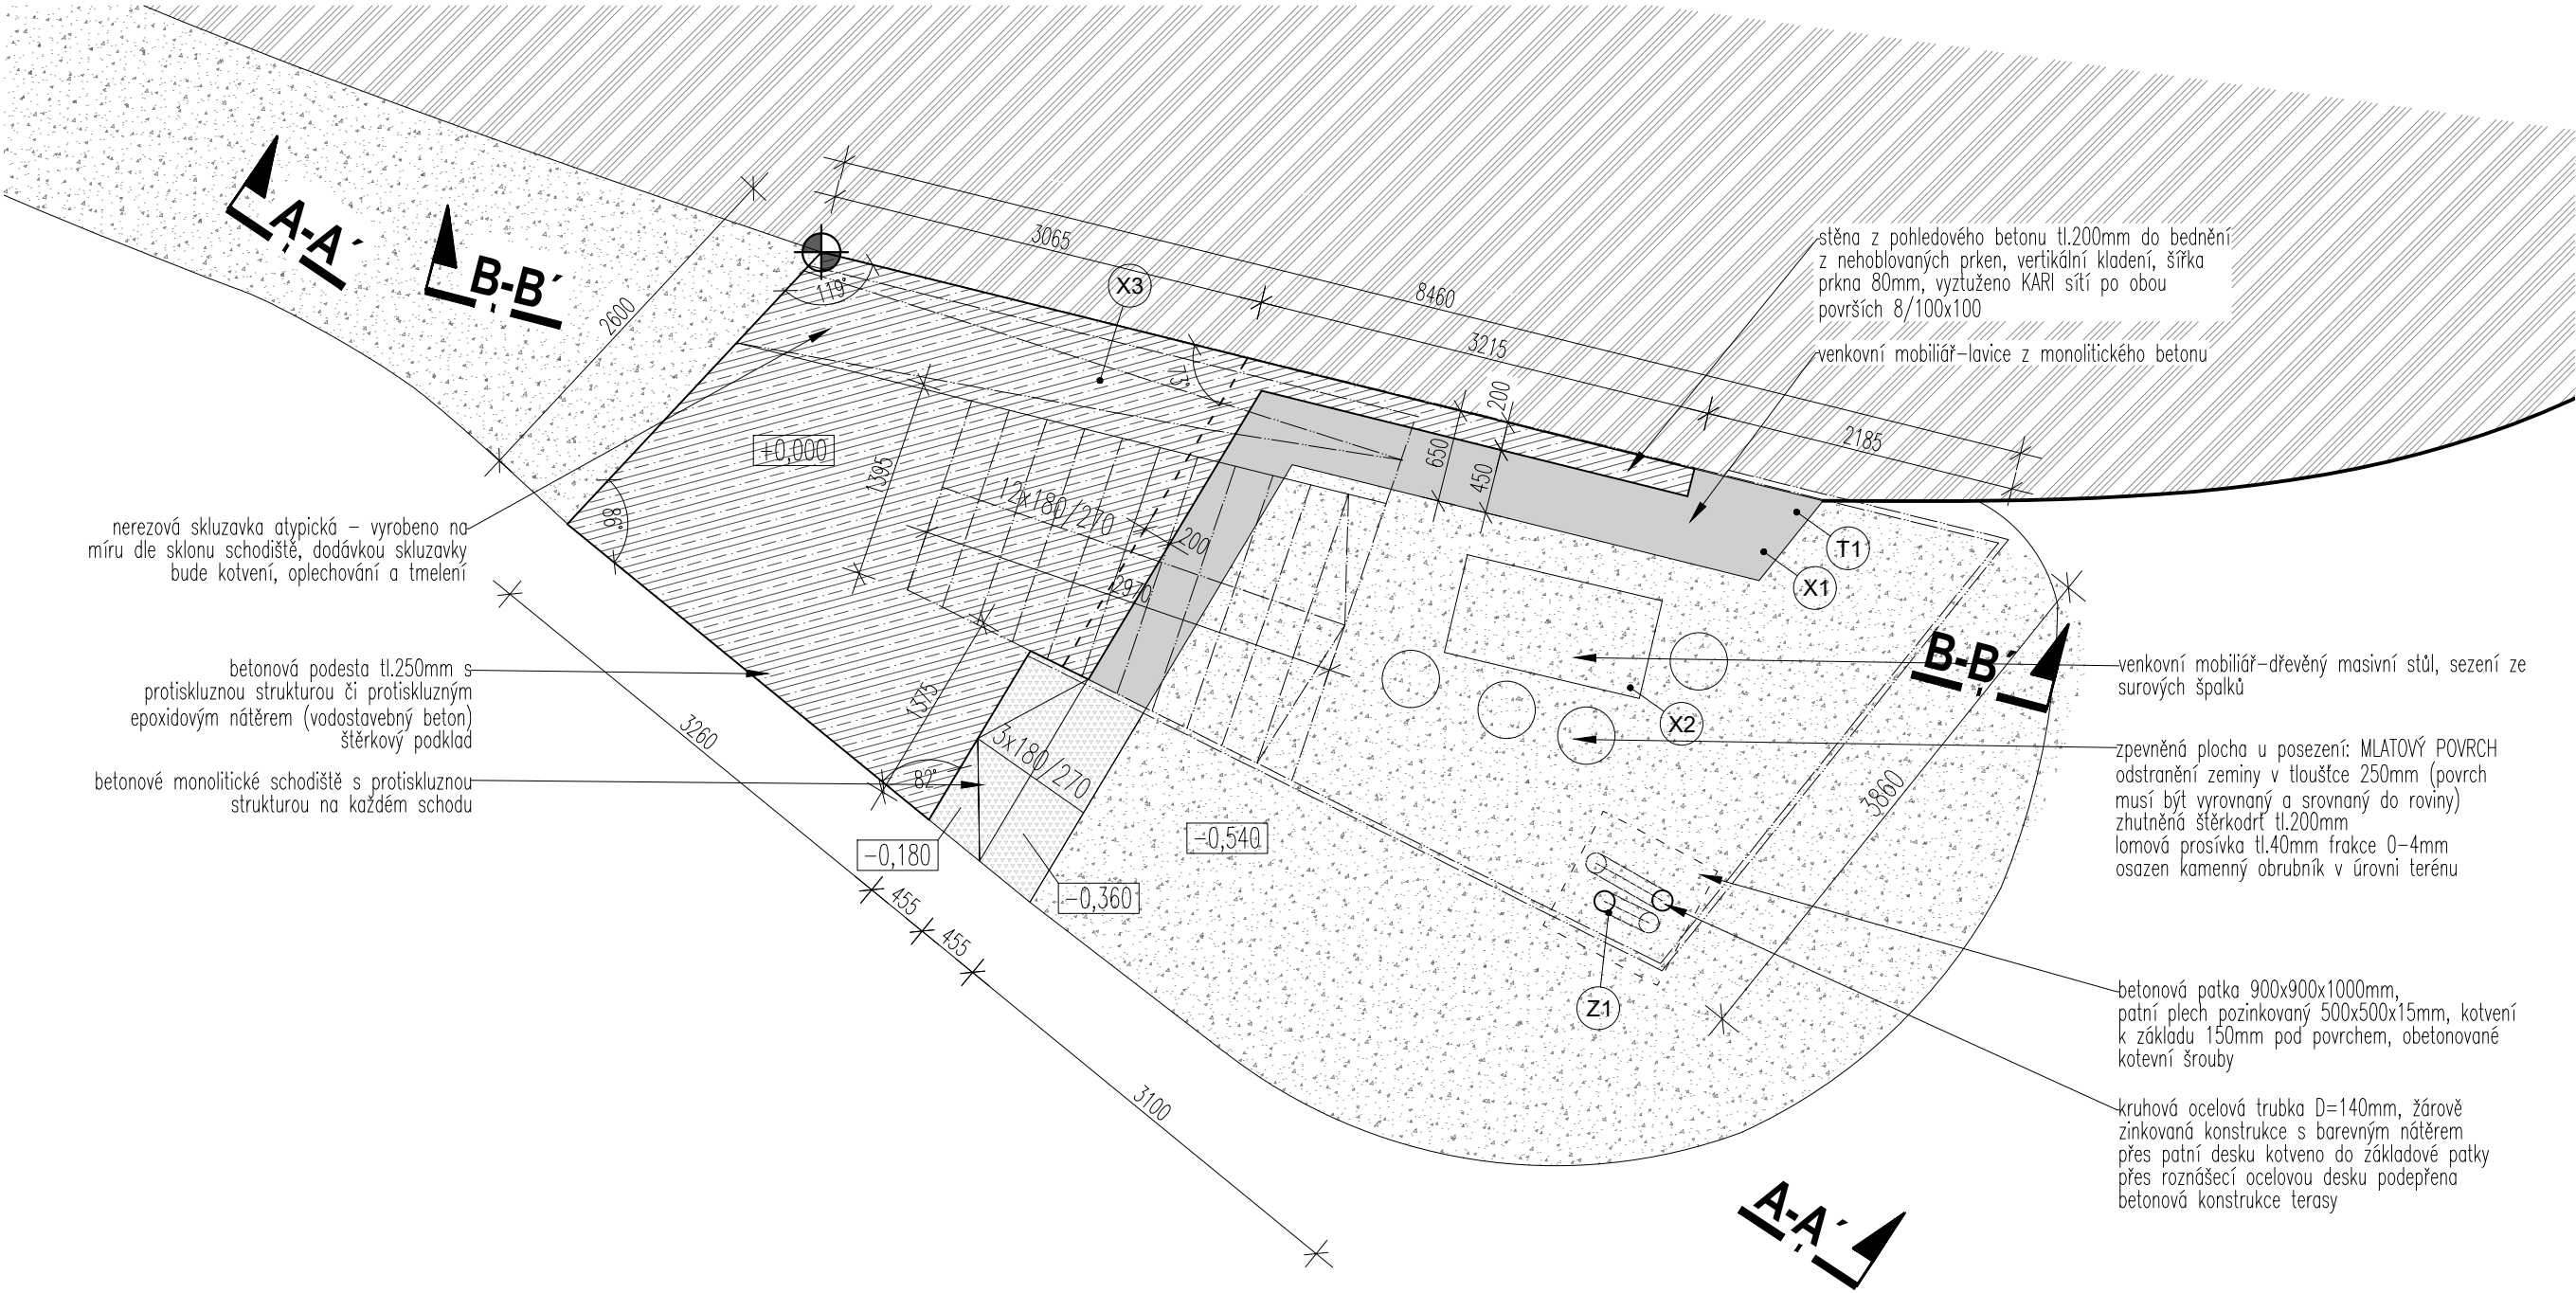 A-A´
B-B´
2600
119°
X3
3065
8460
3215
2185
73°
200
650
450
stěna z pohledového betonu tl.200mm do bednění
z nehoblovaných prken, vertikální kladení, šířka
prkna 80mm, vyztuženo KARI sítí po obou
površích 8/100x100
venkovní mobiliář-lavice z monolitického betonu
+0,000
1395
12x180/270
200
2970
86°
nerezová skluzavka atypická – vyrobeno na
míru dle sklonu schodiště, dodávkou skluzavky
bude kotvení, oplechování a tmelení
T1
X1
betonová podesta tl.250mm s
protiskluznou strukturou či protiskluzným
epoxidovým nátěrem (vodostavebný beton)
štěrkový podklad
betonové monolitické schodiště s protiskluznou
strukturou na každém schodu
1375
3260
82°
3x180/270
X2
B-B´
venkovní mobiliář-dřevěný masivní stůl, sezení ze
surových špalků
zpevněná plocha u posezení: MLATOVÝ POVRCH
odstranění zeminy v tloušťce 250mm (povrch
musí být vyrovnaný a srovnaný do roviny)
zhutněná štěrkodrť tl.200mm
lomová prosívka tl.40mm frakce 0-4mm
osazen kamenný obrubník v úrovni terénu
3860
-0,540
-0,180
-0,360
455
455
3100
Z1
betonová patka 900x900x1000mm,
patní plech pozinkovaný 500x500x15mm, kotvení
k základu 150mm pod povrchem, obetonované
kotevní šrouby
kruhová ocelová trubka D=140mm, žárově
zinkovaná konstrukce s barevným nátěrem
přes patní desku kotveno do základové patky
přes roznášecí ocelovou desku podepřena
betonová konstrukce terasy
A-A´